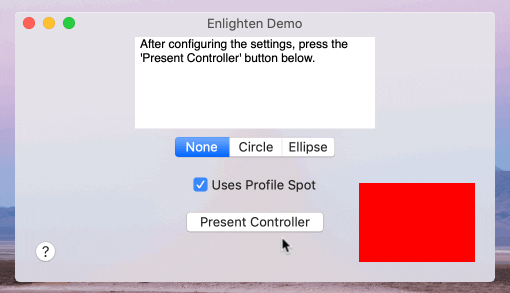 Enlighten Demo
After configuring the settings, press the
'Present Controller' button below.
None Circle Ellipse
Uses Profile Spot
Present Controller
?